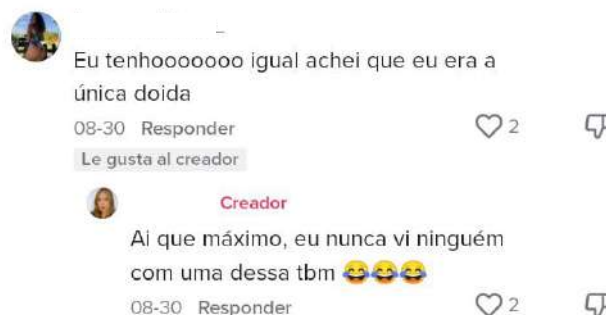 Eu tenhooooooo igual achei que eu era a
única doida
08-30 Responder 2
Le gusta al creador
Creador
Ai que máximo, eu nunca vi ninguém
com uma dessa tbm 😂😂😂
08-30 Responder 2